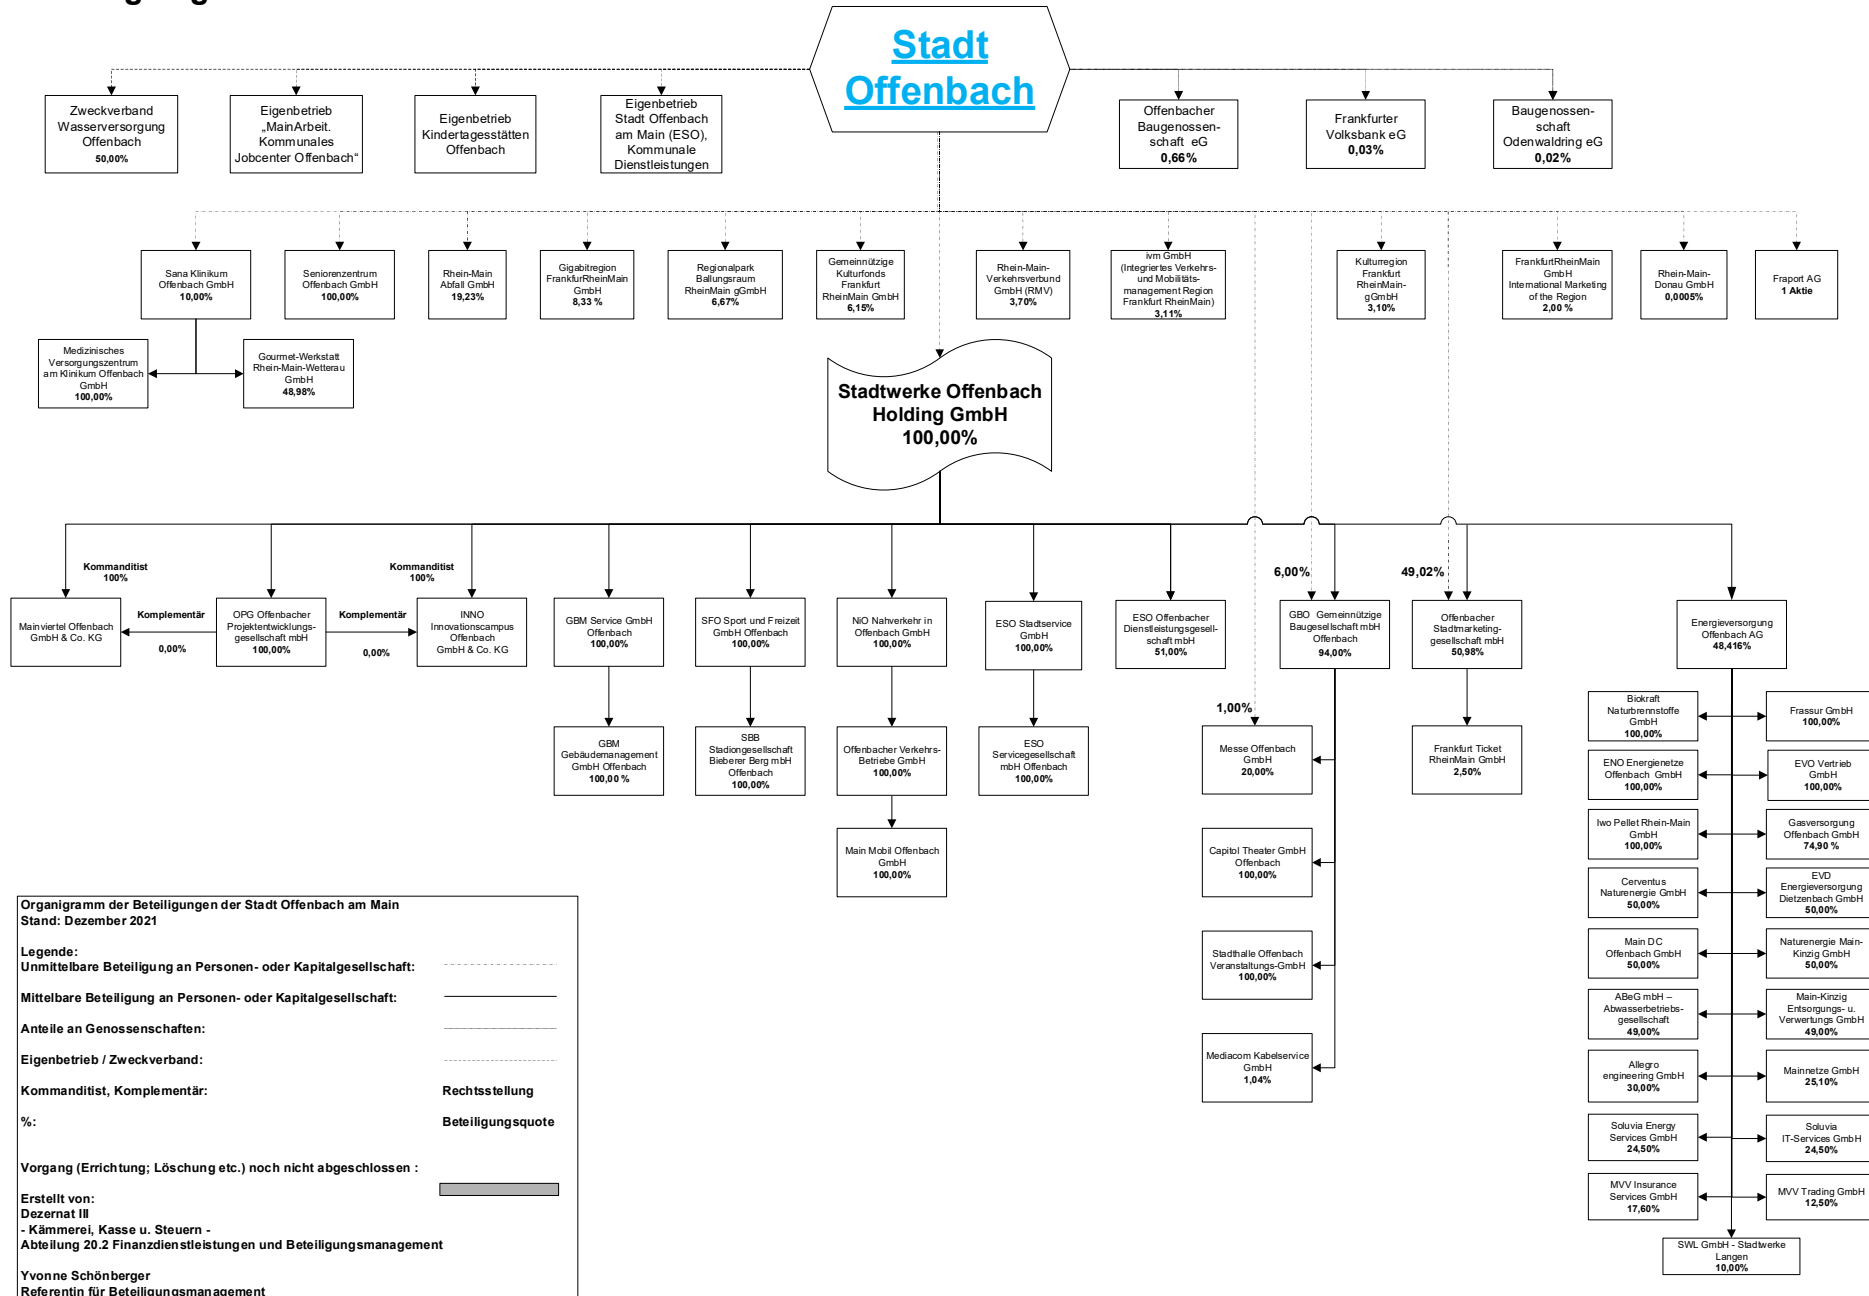 Stadt
Offenbach
Zweckverband
Wasserversorgung
Offenbach
50,00%
Eigenbetrieb
„MainArbeit.
Kommunales
Jobcenter Offenbach“
Eigenbetrieb
Kindertagesstätten
Offenbach
Eigenbetrieb
Stadt Offenbach
am Main (ESO),
Kommunale
Dienstleistungen
Offenbacher
Baugenossen-
schaft eG
0,66%
Frankfurter
Volksbank eG
0,03%
Baugenossen-
schaft
Odenwaldring eG
0,02%
Sana Klinikum
Offenbach GmbH
10,00%
Seniorenzentrum
Offenbach GmbH
100,00%
Rhein-Main
Abfall GmbH
19,23%
Gigabitregion
FrankfurRheinMain
GmbH
8,33 %
Regionalpark
Ballungsraum
RheinMain gGmbH
6,67%
Gemeinnützige
Kulturfonds
Frankfurt
RheinMain GmbH
6,15%
Rhein-Main-
Verkehrsverbund
GmbH (RMV)
3,70%
ivm GmbH
(Integriertes Verkehrs-
und Mobilitäts-
management Region
Frankfurt RheinMain)
3,11%
Kulturregion
Frankfurt
RheinMain-
gGmbH
3,10%
FrankfurtRheinMain
GmbH
International Marketing
of the Region
2,00 %
Rhein-Main-
Donau GmbH
0,0005%
Fraport AG
1 Aktie
Medizinisches
Versorgungszentrum
am Klinikum Offenbach
GmbH
100,00%
Gourmet-Werkstatt
Rhein-Main-Wetterau
GmbH
48,98%
Stadtwerke Offenbach
Holding GmbH
100,00%
Kommanditist
100%
Kommanditist
100%
6,00%
49,02%
Mainviertel Offenbach
GmbH & Co. KG
Komplementär
0,00%
OPG Offenbacher
Projektentwicklungs-
gesellschaft mbH
100,00%
Komplementär
0,00%
INNO
Innovationscampus
Offenbach
GmbH & Co. KG
GBM Service GmbH
Offenbach
100,00%
SFO Sport und Freizeit
GmbH Offenbach
100,00%
NiO Nahverkehr in
Offenbach GmbH
100,00%
ESO Stadtservice
GmbH
100,00%
ESO Offenbacher
Dienstleistungsgesell-
schaft mbH
51,00%
GBO Gemeinnützige
Baugesellschaft mbH
Offenbach
94,00%
Offenbacher
Stadtmarketing-
gesellschaft mbH
50,98%
Energieversorgung
Offenbach AG
48,416%
1,00%
GBM
Gebäudemanagement
GmbH Offenbach
100,00 %
SBB
Stadiongesellschaft
Bieberer Berg mbH
Offenbach
100,00%
Offenbacher Verkehrs-
Betriebe GmbH
100,00%
ESO
Servicegesellschaft
mbH Offenbach
100,00%
Messe Offenbach
GmbH
20,00%
Frankfurt Ticket
RheinMain GmbH
2,50%
Main Mobil Offenbach
GmbH
100,00%
Capitol Theater GmbH
Offenbach
100,00%
Stadthalle Offenbach
Veranstaltungs-GmbH
100,00%
Mediacom Kabelservice
GmbH
1,04%
Biokraft
Naturbrennstoffe
GmbH
100,00%
Frassur GmbH
100,00%
ENO Energienetze
Offenbach GmbH
100,00%
EVO Vertrieb
GmbH
100,00%
Iwo Pellet Rhein-Main
GmbH
100,00%
Gasversorgung
Offenbach GmbH
74,90 %
Cerventus
Naturenergie GmbH
50,00%
EVD
Energieversorgung
Dietzenbach GmbH
50,00%
Main DC
Offenbach GmbH
50,00%
Naturenergie Main-
Kinzig GmbH
50,00%
ABeG mbH –
Abwasserbetriebs-
gesellschaft
49,00%
Main-Kinzig
Entsorgungs- u.
Verwertungs GmbH
49,00%
Allegro
engineering GmbH
30,00%
Mainnetze GmbH
25,10%
Soluvia Energy
Services GmbH
24,50%
Soluvia
IT-Services GmbH
24,50%
MVV Insurance
Services GmbH
17,60%
MVV Trading GmbH
12,50%
SWL GmbH - Stadtwerke
Langen
10,00%
Organigramm der Beteiligungen der Stadt Offenbach am Main
Stand: Dezember 2021
Legende:
Unmittelbare Beteiligung an Personen- oder Kapitalgesellschaft:
Mittelbare Beteiligung an Personen- oder Kapitalgesellschaft:
Anteile an Genossenschaften:
Eigenbetrieb / Zweckverband:
Kommanditist, Komplementär: Rechtsstellung
%: Beteiligungsquote
Vorgang (Errichtung; Löschung etc.) noch nicht abgeschlossen :
Erstellt von:
Dezernat III
- Kämmerei, Kasse u. Steuern -
Abteilung 20.2 Finanzdienstleistungen und Beteiligungsmanagement
Yvonne Schönberger
Referentin für Beteiligungsmanagement